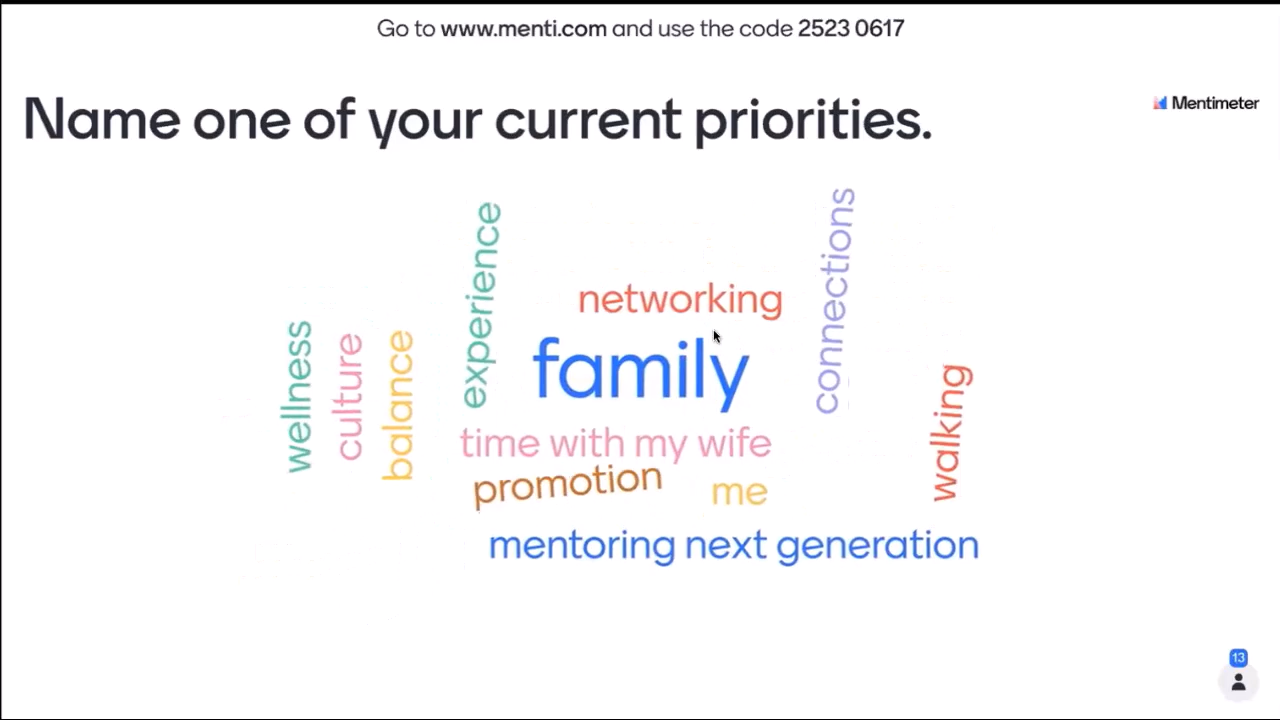 Go to www.menti.com and use the code 2523 0617
Name one of your current priorities.
Mentimeter
experience
connections
networking
wellness
culture
balance
family
walking
time with my wife
promotion
me
mentoring next generation
13